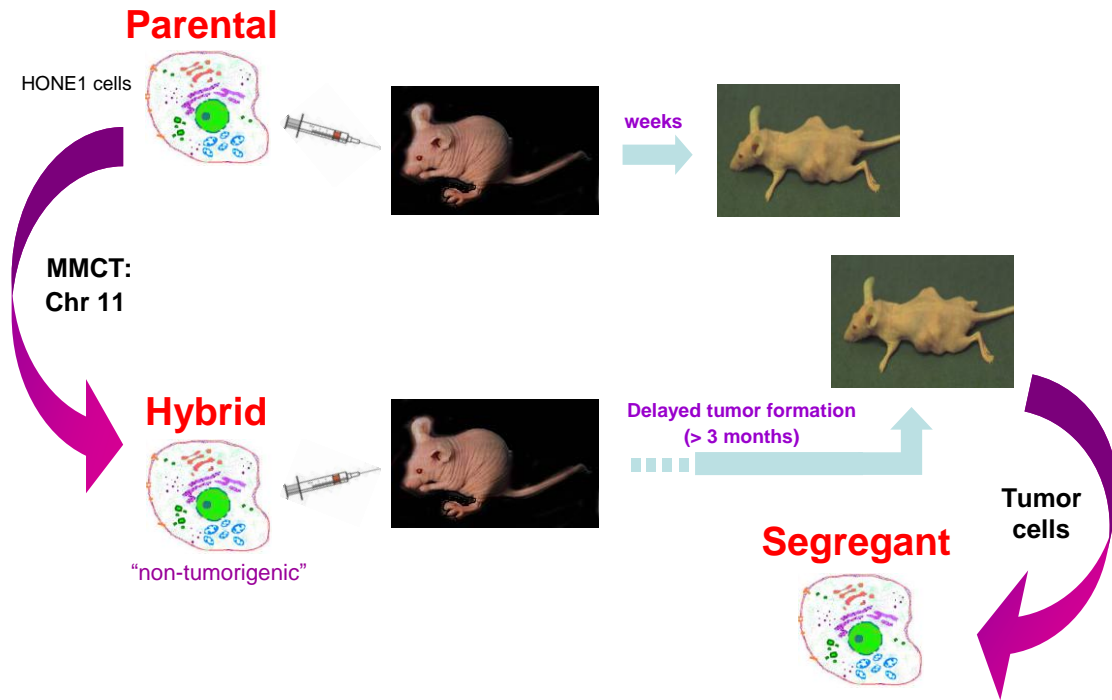 Parental
HONE1 cells
weeks
MMCT:
Chr 11
Hybrid
Delayed tumor formation
(> 3 months)
“non-tumorigenic”
Tumor
cells
Segregant